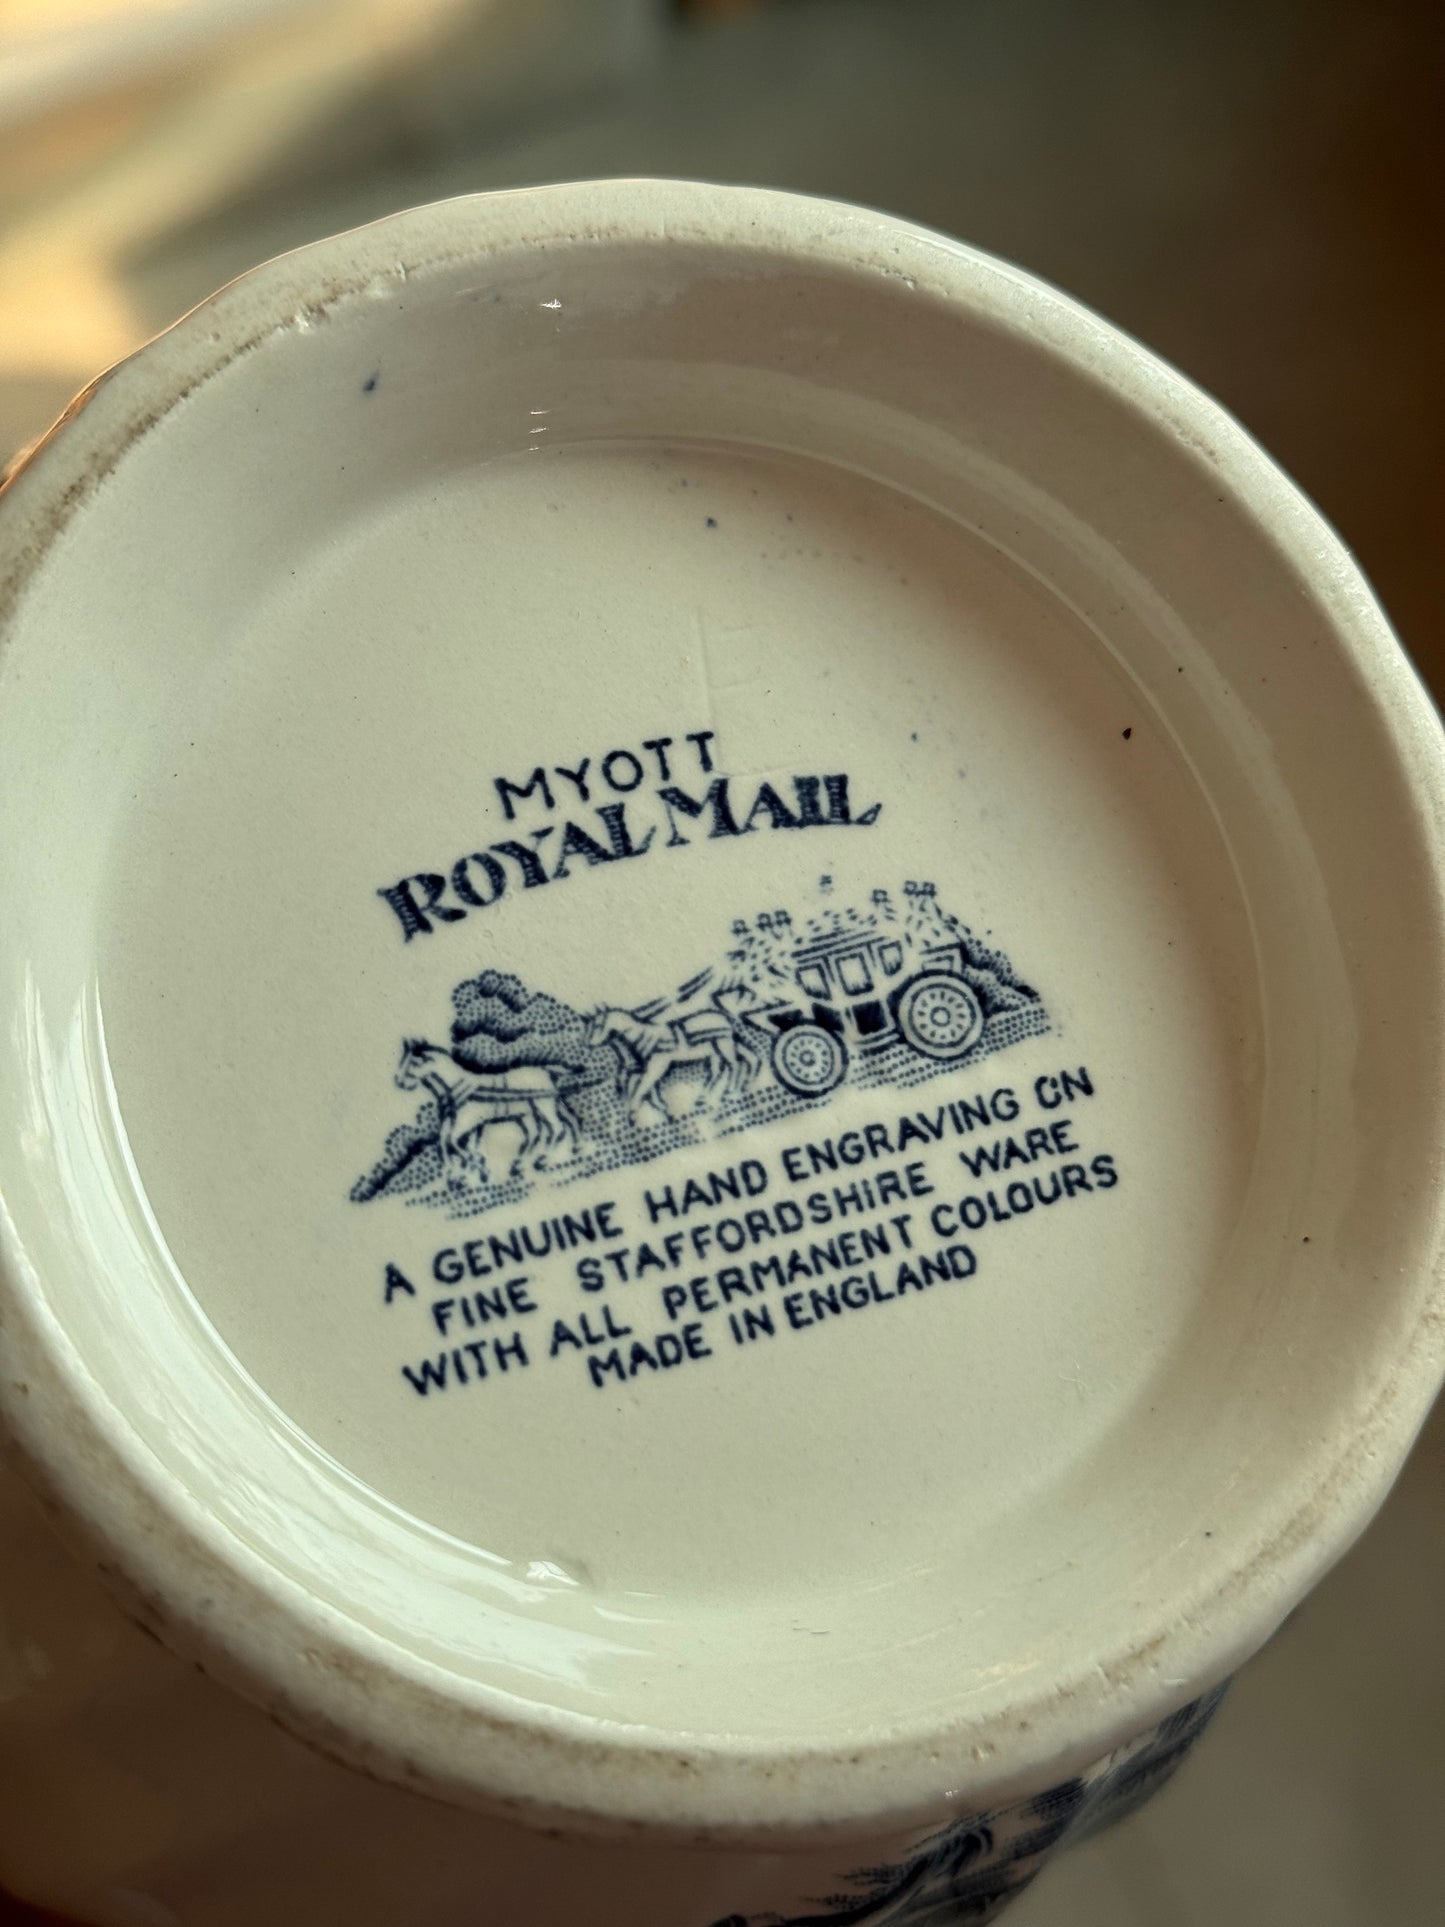 MYOTT
ROYAL MAIL
A GENUINE HAND ENGRAVING ON
FINE STAFFORDSHIRE WARE
WITH ALL PERMANENT COLOURS
MADE IN ENGLAND